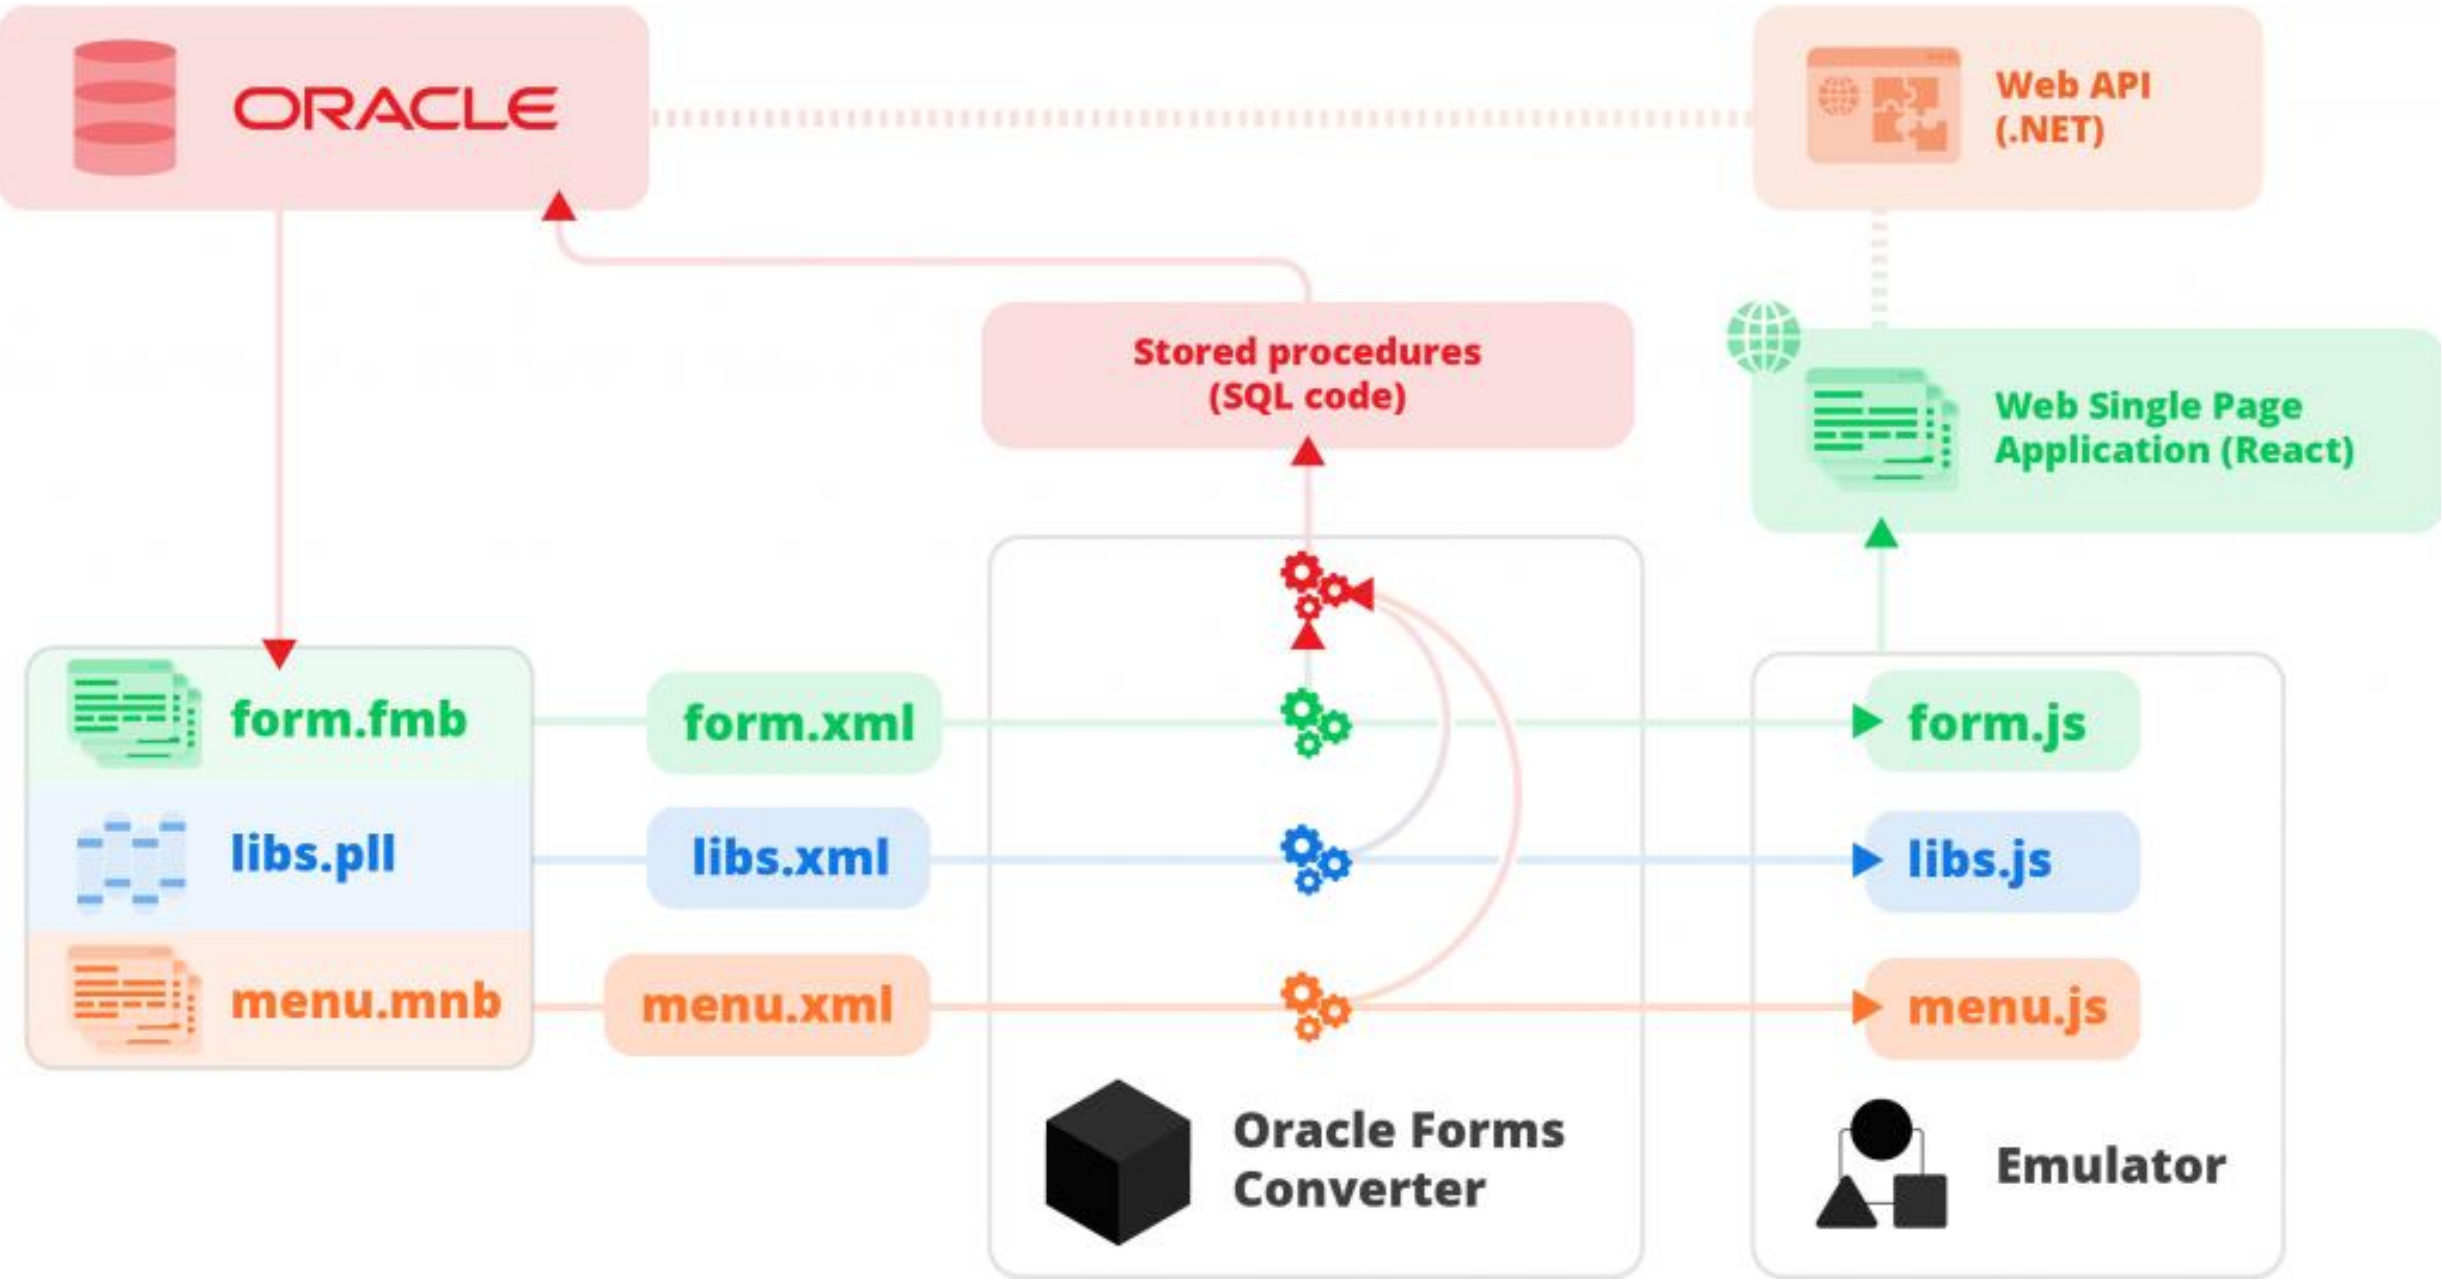 ORACLE
Web API
(.NET)
Stored procedures
(SQL code)
Web Single Page
Application (React)
form.fmb
form.xml
form.js
libs.pll
libs.xml
libs.js
menu.mnb
menu.xml
menu.js
Oracle Forms
Converter
Emulator